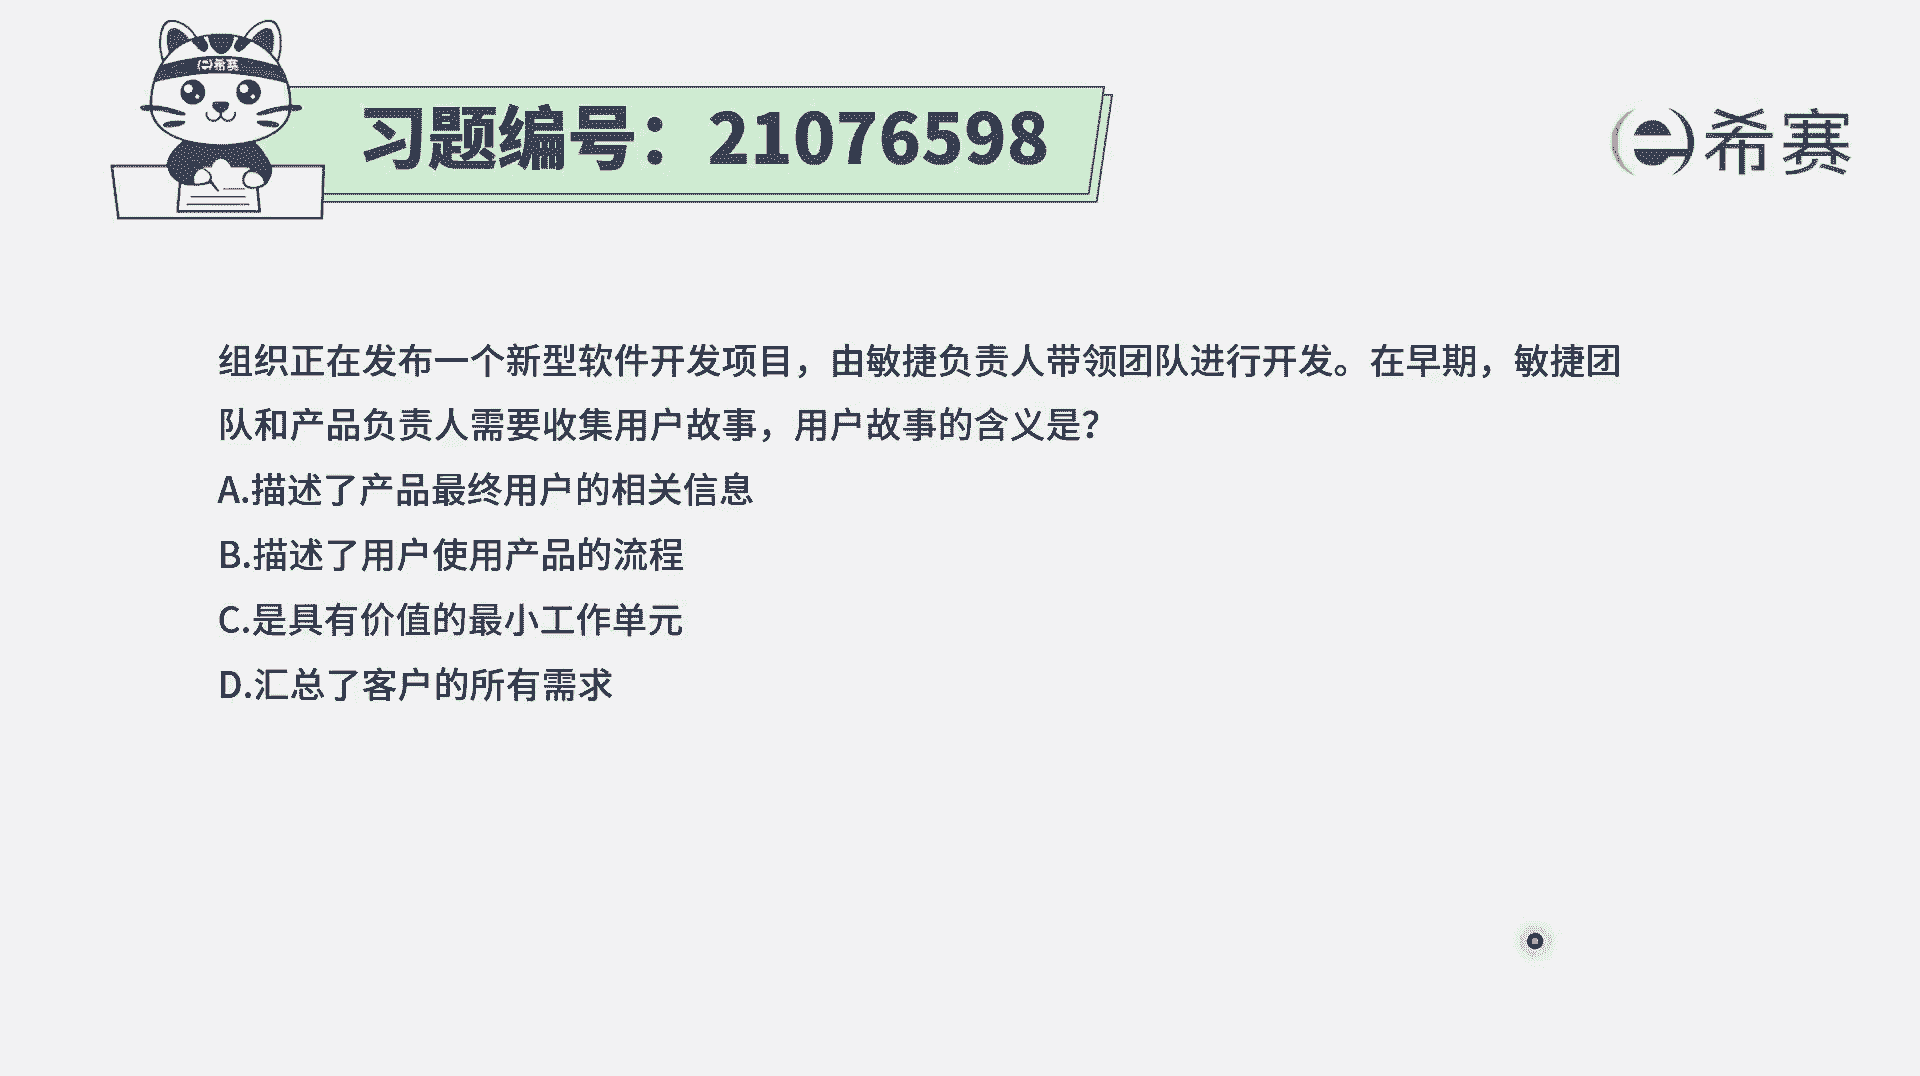 e希赛
习题编号：21076598
e希赛
组织正在发布一个新型软件开发项目，由敏捷负责人带领团队进行开发。在早期，敏捷团
队和产品负责人需要收集用户故事，用户故事的含义是？
A.描述了产品最终用户的相关信息
B.描述了用户使用产品的流程
C.是具有价值的最小工作单元
D.汇总了客户的所有需求